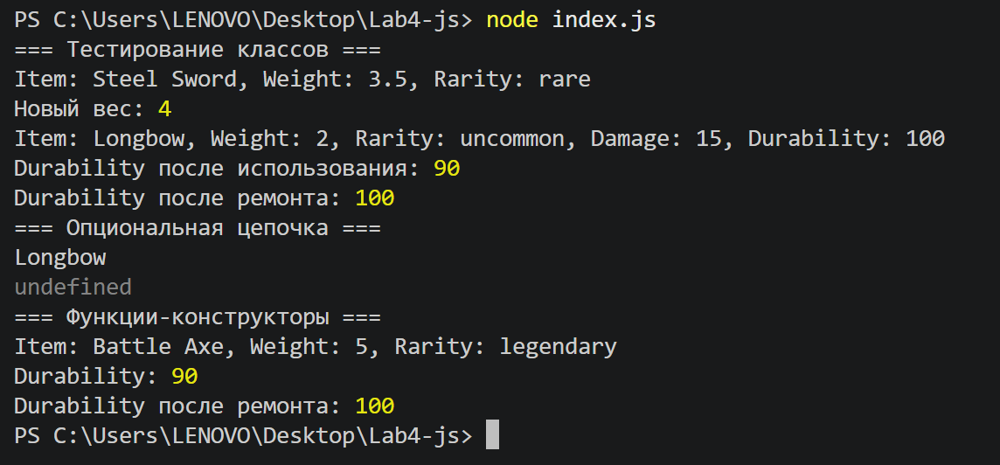 PS C:\Users\LENOVO\Desktop\Lab4-js> node index.js
=== Тестирование классов ===
Item: Steel Sword, Weight: 3.5, Rarity: rare
Новый вес: 4
Item: Longbow, Weight: 2, Rarity: uncommon, Damage: 15, Durability: 100
Durability после использования: 90
Durability после ремонта: 100
=== Опциональная цепочка ===
Longbow
undefined
=== Функции-конструкторы ===
Item: Battle Axe, Weight: 5, Rarity: legendary
Durability: 90
Durability после ремонта: 100
PS C:\Users\LENOVO\Desktop\Lab4-js>